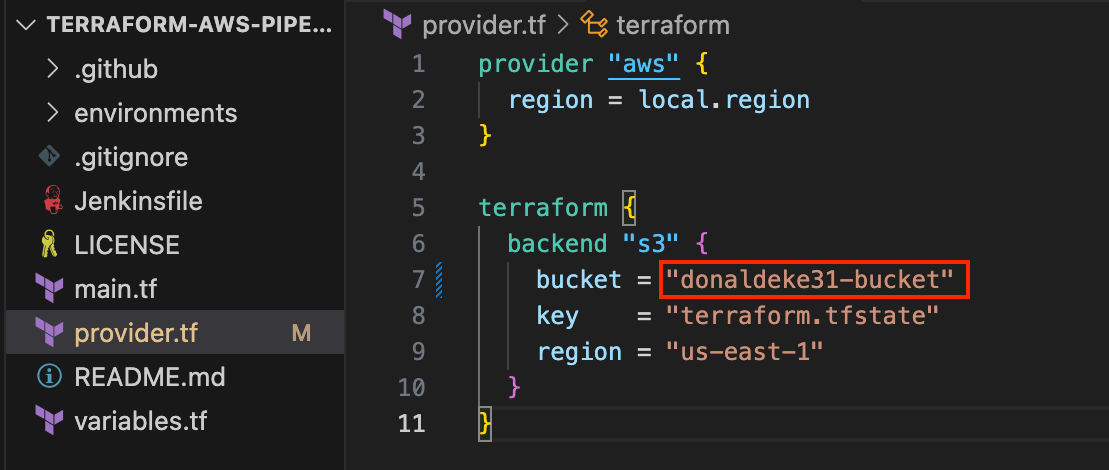 TERRAFORM-AWS-PIPE...
.github
environments
.gitignore
Jenkinsfile
LICENSE
main.tf
provider.tf M
README.md
variables.tf
provider.tf > terraform
1 provider "aws" {
2 region = local.region
3 }
4
5 terraform {
6 backend "s3" {
7 bucket = "donaldeke31-bucket"
8 key = "terraform.tfstate"
9 region = "us-east-1"
10 }
11 }